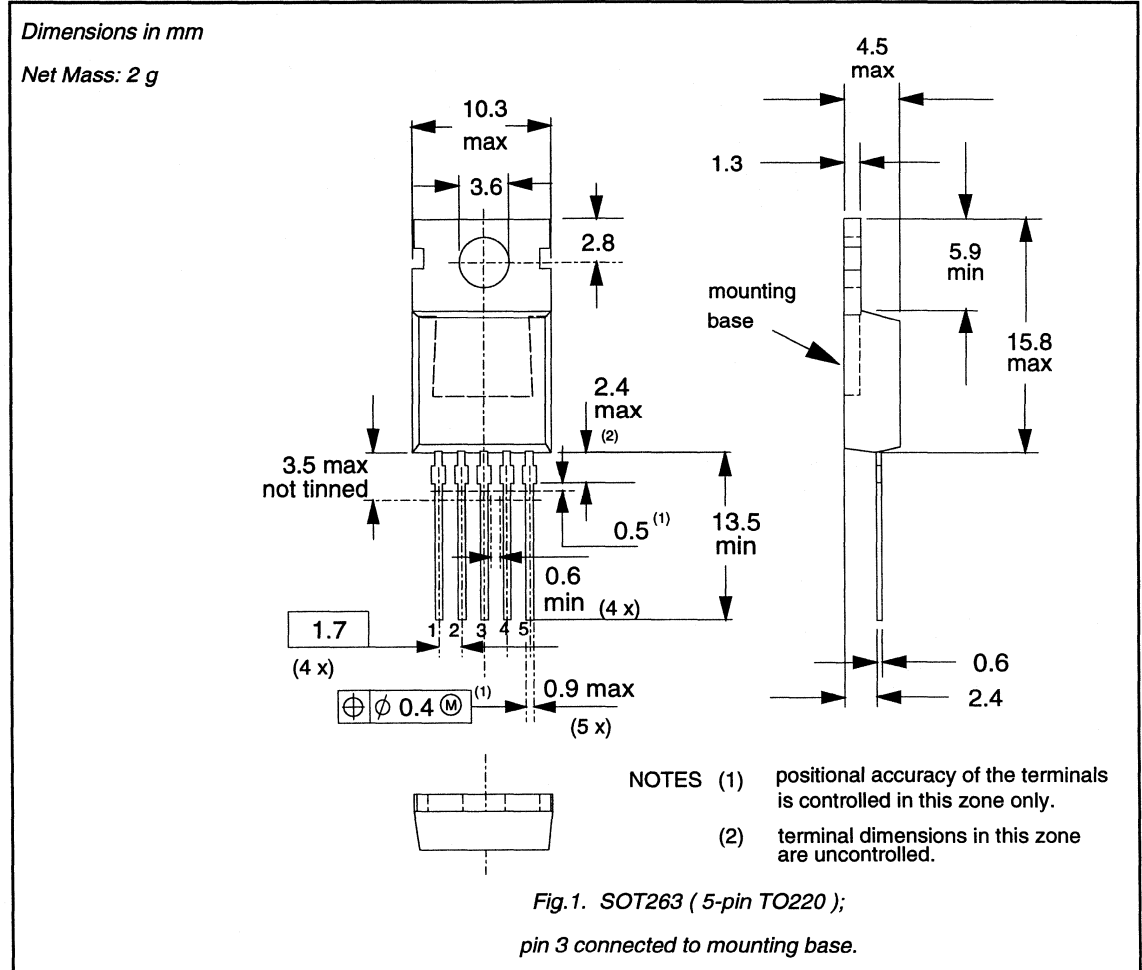 Dimensions in mm
Net Mass: 2 g
4.5
max
10.3
max
1.3
3.6
2.8
5.9
min
mounting
base
15.8
max
2.4
max
(2)
3.5 max
not tinned
0.5 (1)
13.5
min
0.6
min (4 x)
1 2 3 4 5
1.7
(4 x)
0.6
2.4
⌖ ⌀ 0.4 Ⓜ (1)
0.9 max
(5 x)
NOTES (1) positional accuracy of the terminals
is controlled in this zone only.
(2) terminal dimensions in this zone
are uncontrolled.
Fig.1. SOT263 ( 5-pin TO220 );
pin 3 connected to mounting base.